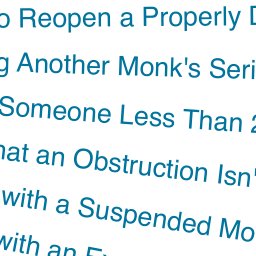 o Reopen a Properly
g Another Monk's Seri
Someone Less Than 2
hat an Obstruction Isn'
with a Suspended Mo
with an